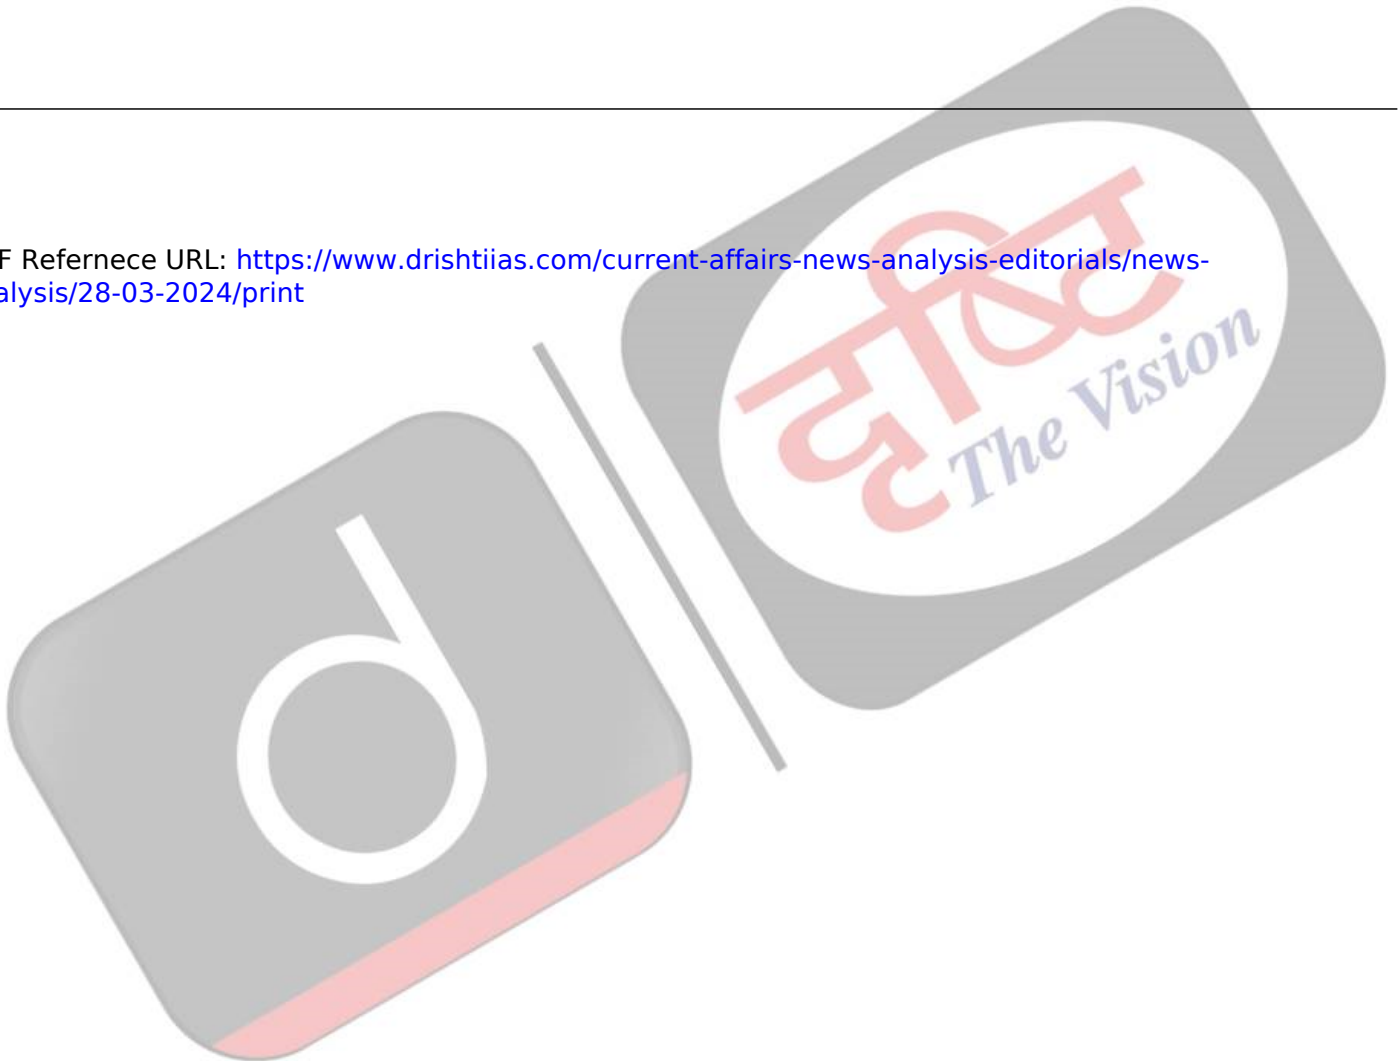 F Refernece URL: https://www.drishtiias.com/current-affairs-news-analysis-editorials/news-
alysis/28-03-2024/print
दृष्टि
The Vision
d